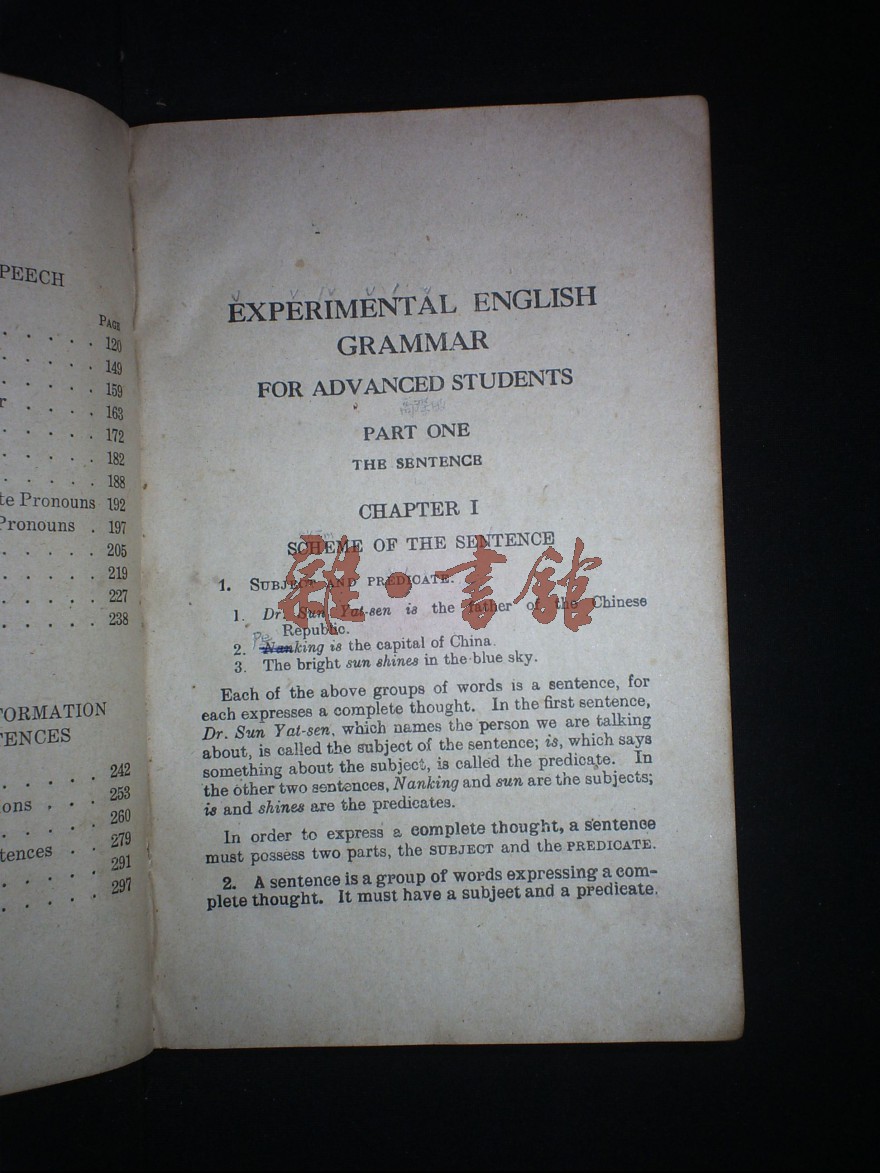 PEECH
PAGE
120
149
159
r 163
172
182
188
te Pronouns 192
Pronouns . 197
205
219
227
238
FORMATION
TENCES
242
ons . . . 253
260
tences . . 279
291
297
EXPERIMENTAL ENGLISH
GRAMMAR
FOR ADVANCED STUDENTS
PART ONE
THE SENTENCE
CHAPTER I
SCHEME OF THE SENTENCE
雜·書館
1. SUBJECT AND PREDICATE.
1. Dr. Sun Yat-sen is the father of the Chinese
Republic.
Pe
2. Nanking is the capital of China.
3. The bright sun shines in the blue sky.
Each of the above groups of words is a sentence, for
each expresses a complete thought. In the first sentence,
Dr. Sun Yat-sen, which names the person we are talking
about, is called the subject of the sentence; is, which says
something about the subject, is called the predicate. In
the other two sentences, Nanking and sun are the subjects;
is and shines are the predicates.
In order to express a complete thought, a sentence
must possess two parts, the SUBJECT and the PREDICATE.
2. A sentence is a group of words expressing a com-
plete thought. It must have a subject and a predicate.